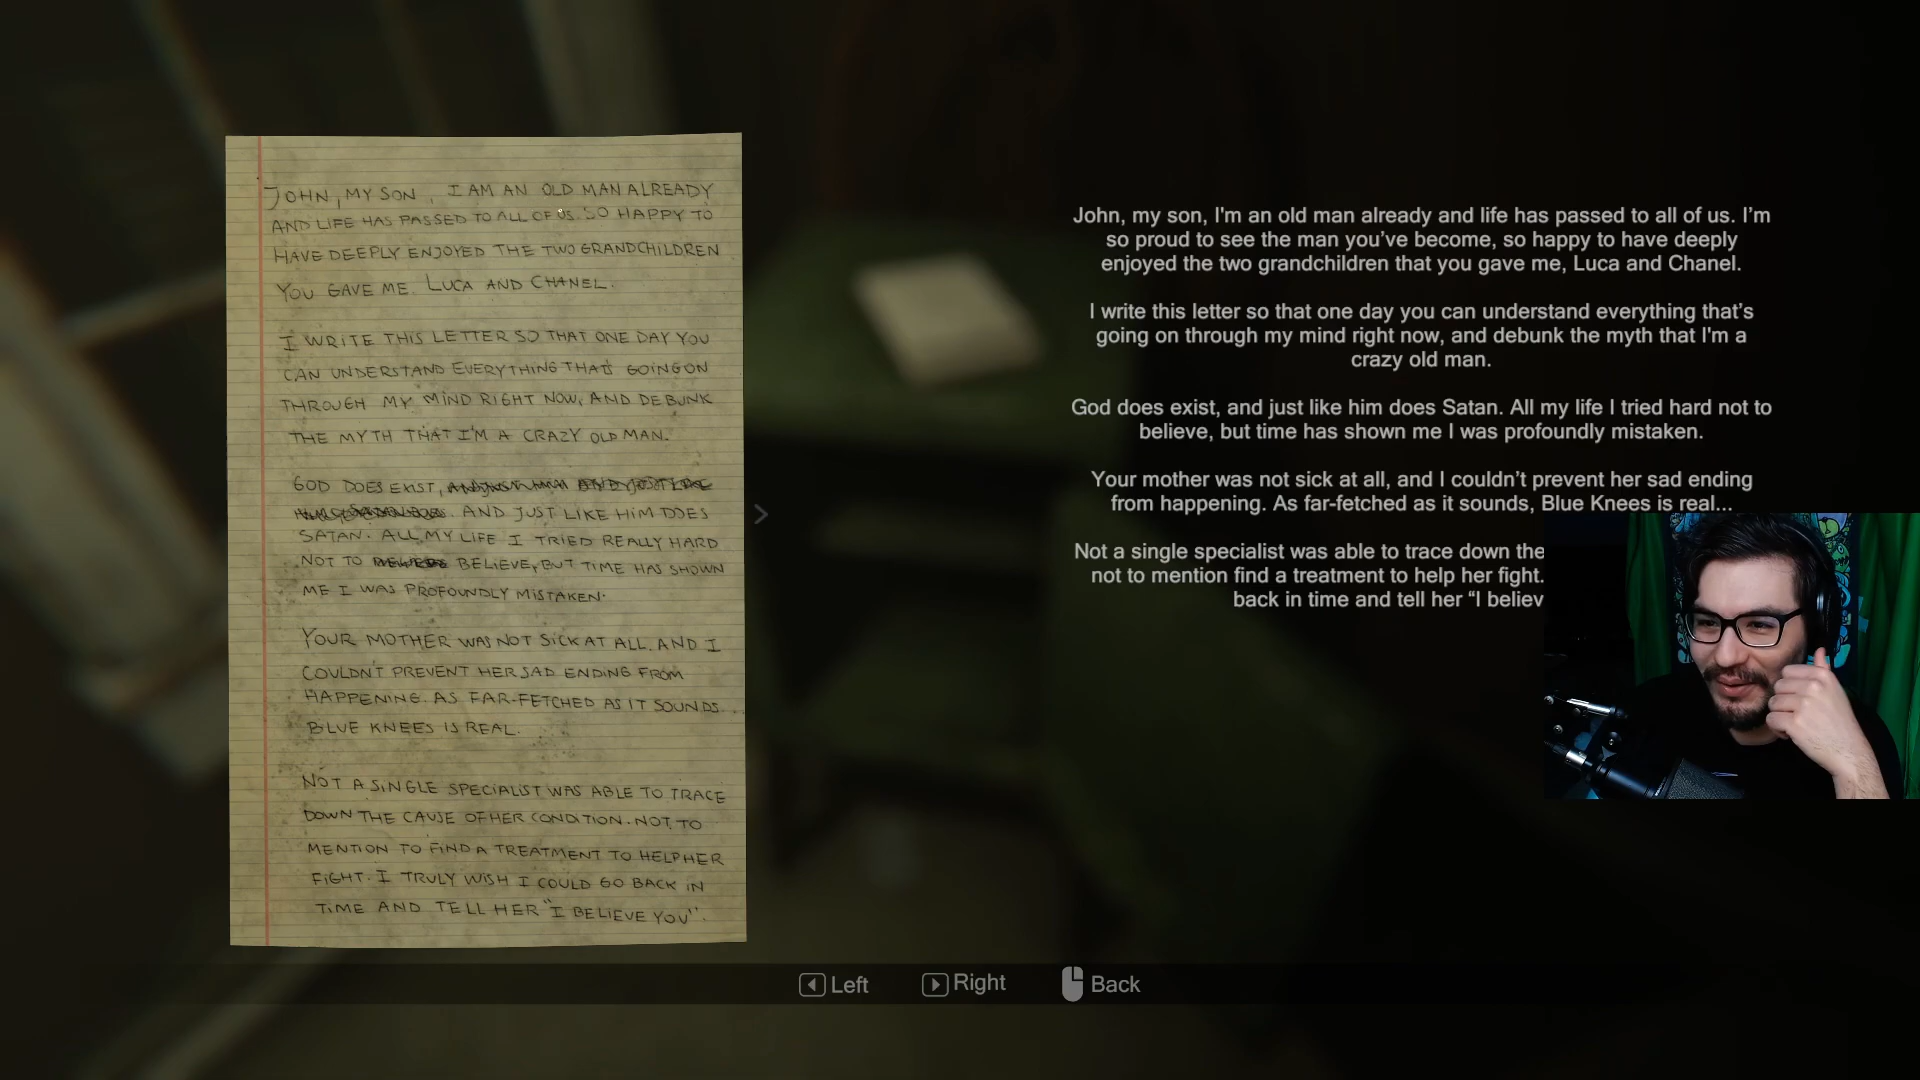 JOHN, MY SON, I AM AN OLD MAN ALREADY
AND LIFE HAS PASSED TO ALL OF US. SO HAPPY TO
HAVE DEEPLY ENJOYED THE TWO GRANDCHILDREN
YOU GAVE ME. LUCA AND CHANEL.
I WRITE THIS LETTER SO THAT ONE DAY YOU
CAN UNDERSTAND EVERYTHING THAT'S GOING ON
THROUGH MY MIND RIGHT NOW, AND DEBUNK
THE MYTH THAT I'M A CRAZY OLD MAN.
GOD DOES EXIST,
AND JUST LIKE HIM DOES
SATAN. ALL MY LIFE I TRIED REALLY HARD
NOT TO BELIEVE, BUT TIME HAS SHOWN
ME I WAS PROFOUNDLY MISTAKEN.
YOUR MOTHER WAS NOT SICK AT ALL. AND I
COULDN'T PREVENT HER SAD ENDING FROM
HAPPENING. AS FAR-FETCHED AS IT SOUNDS...
BLUE KNEES IS REAL.
NOT A SINGLE SPECIALIST WAS ABLE TO TRACE
DOWN THE CAUSE OF HER CONDITION. NOT TO
MENTION TO FIND A TREATMENT TO HELP HER
FIGHT. I TRULY WISH I COULD GO BACK IN
TIME AND TELL HER "I BELIEVE YOU".
John, my son, I'm an old man already and life has passed to all of us. I'm
so proud to see the man you've become, so happy to have deeply
enjoyed the two grandchildren that you gave me, Luca and Chanel.
I write this letter so that one day you can understand everything that's
going on through my mind right now, and debunk the myth that I'm a
crazy old man.
God does exist, and just like him does Satan. All my life I tried hard not to
believe, but time has shown me I was profoundly mistaken.
Your mother was not sick at all, and I couldn't prevent her sad ending
from happening. As far-fetched as it sounds, Blue Knees is real...
Not a single specialist was able to trace down the
not to mention find a treatment to help her fight.
back in time and tell her “I believ
Left Right Back